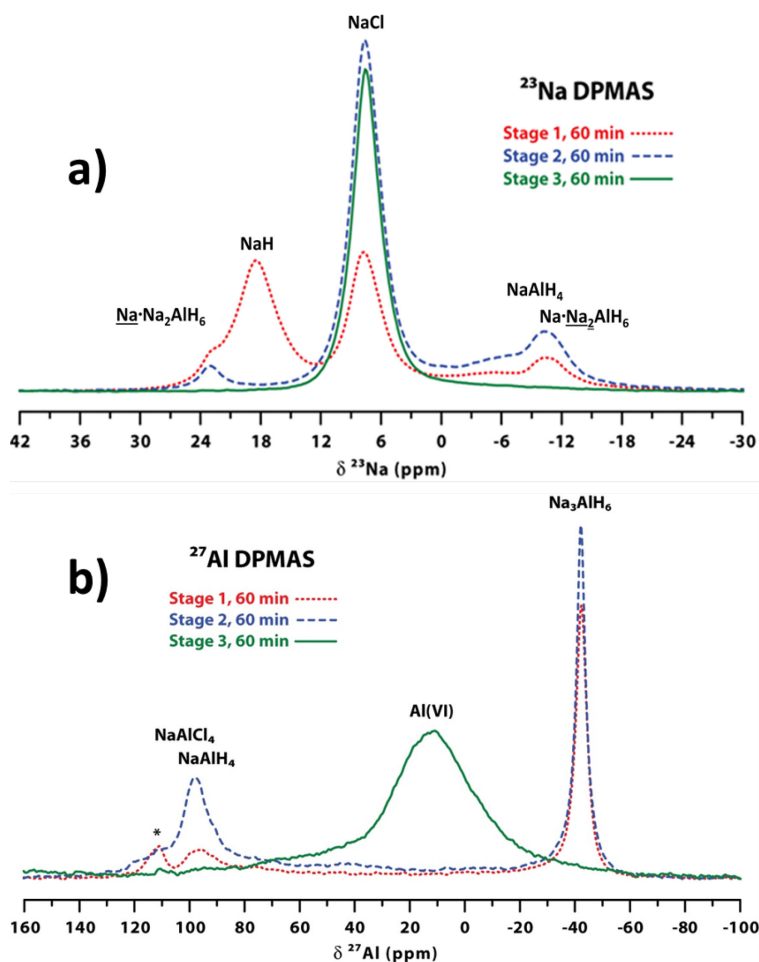 NaCl
²³Na DPMAS
Stage 1, 60 min
Stage 2, 60 min
Stage 3, 60 min
a)
NaH
Na·Na₂AlH₆
NaAlH₄
Na·Na₂AlH₆
42 36 30 24 18 12 6 0 -6 -12 -18 -24 -30
δ ²³Na (ppm)
Na₃AlH₆
²⁷Al DPMAS
b)
Stage 1, 60 min
Stage 2, 60 min
Stage 3, 60 min
Al(VI)
NaAlCl₄
NaAlH₄
*
160 140 120 100 80 60 40 20 0 -20 -40 -60 -80 -100
δ ²⁷Al (ppm)